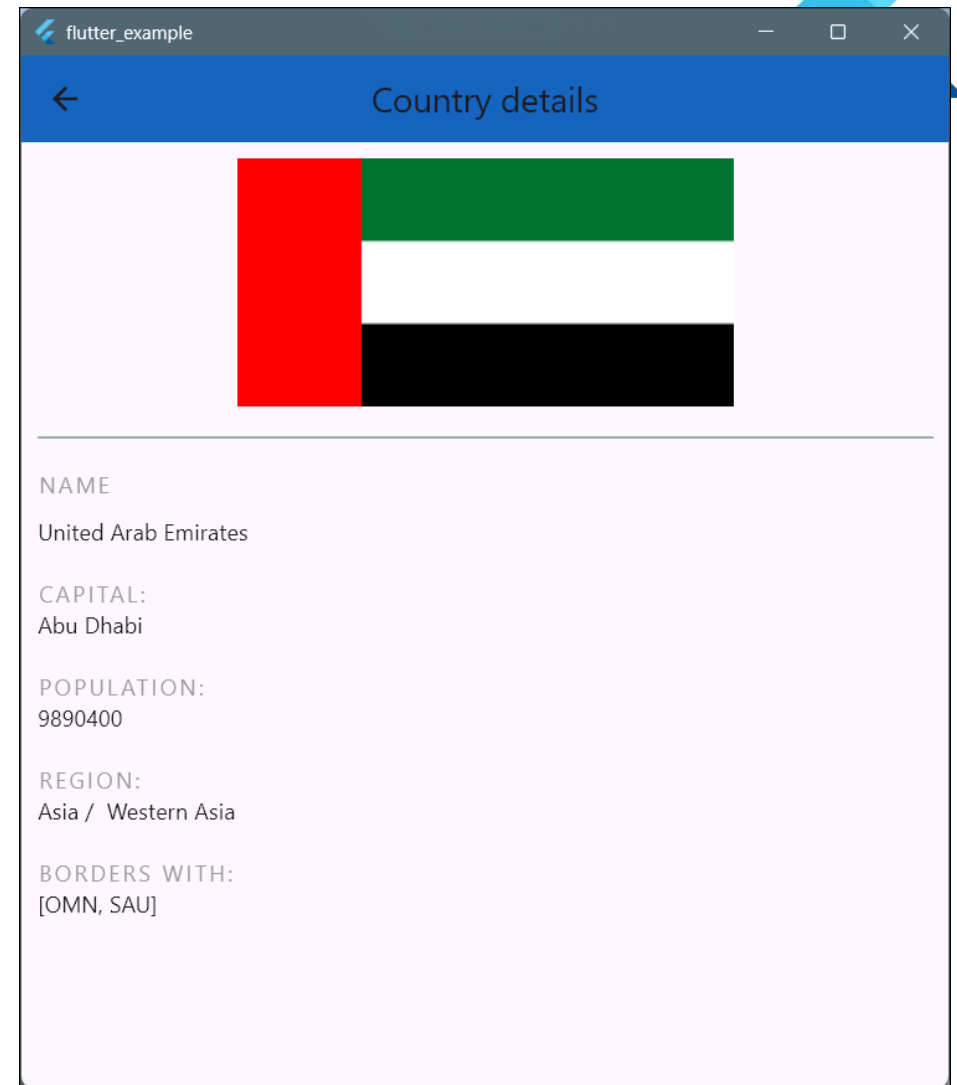 flutter_example
Country details
NAME
United Arab Emirates
CAPITAL:
Abu Dhabi
POPULATION:
9890400
REGION:
Asia /  Western Asia
BORDERS WITH:
[OMN, SAU]